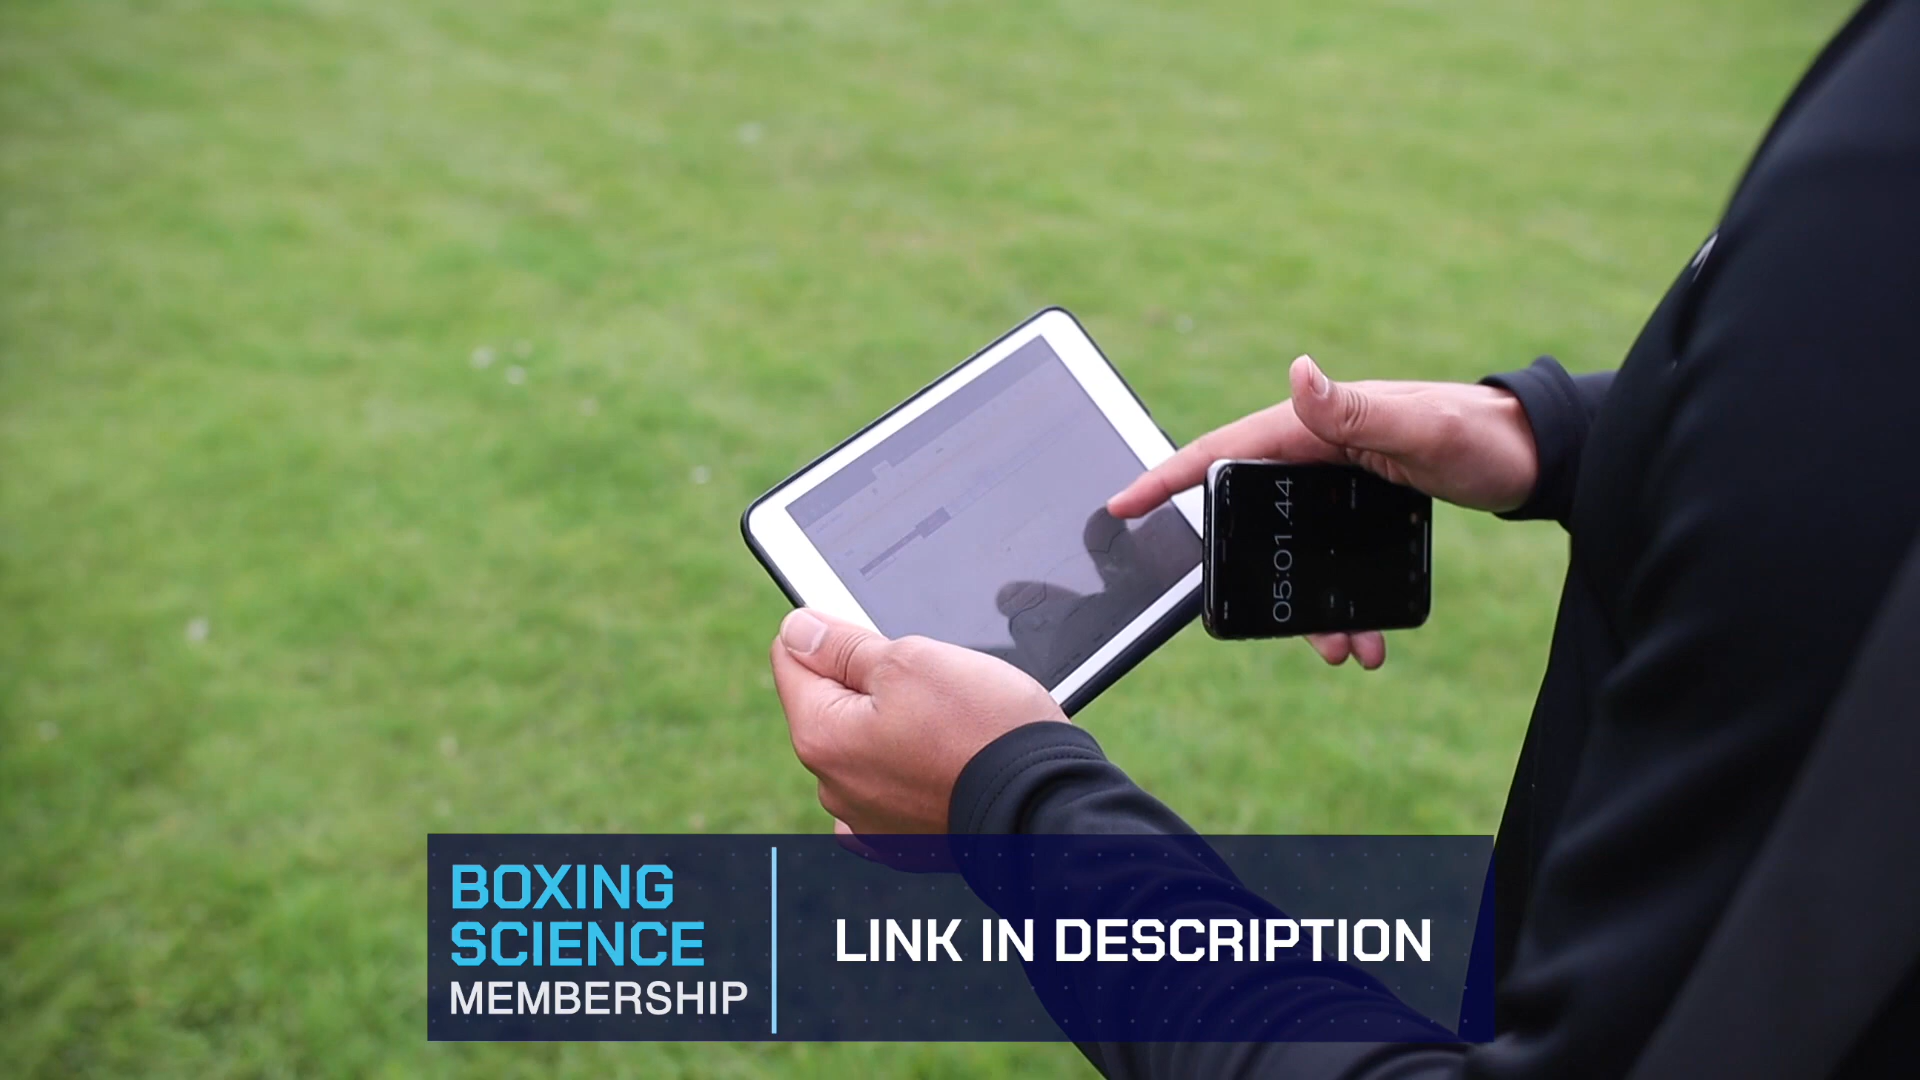 05:01.44
BOXING
SCIENCE
MEMBERSHIP
LINK IN DESCRIPTION